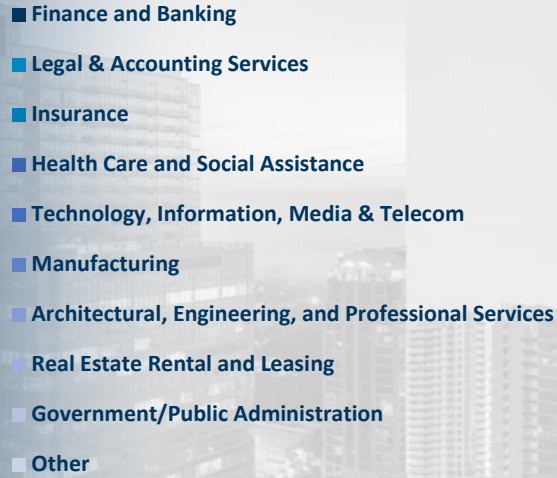 Finance and Banking
Legal & Accounting Services
Insurance
Health Care and Social Assistance
Technology, Information, Media & Telecom
Manufacturing
Architectural, Engineering, and Professional Services
Real Estate Rental and Leasing
Government/Public Administration
Other